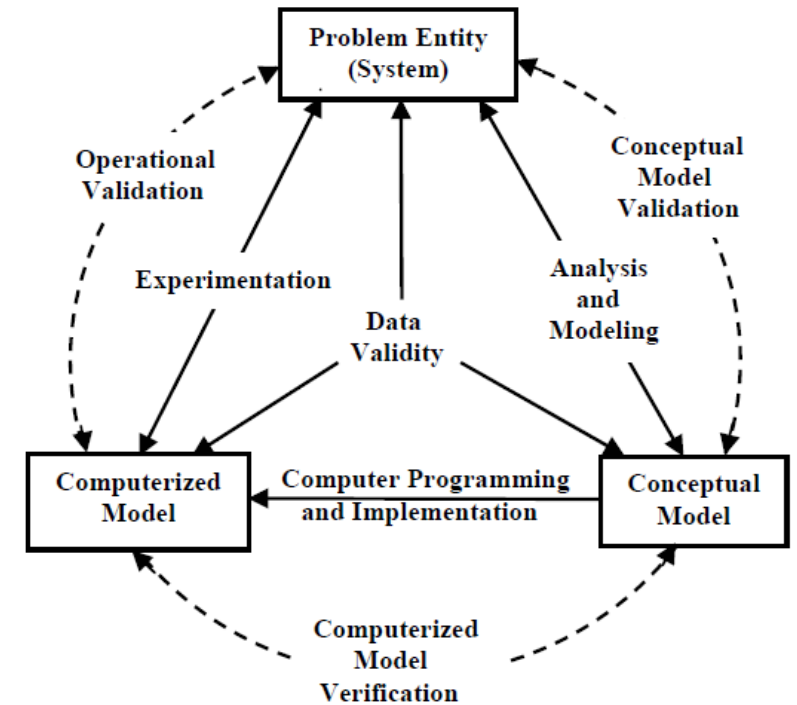 Problem Entity
(System)
Operational
Validation
Conceptual
Model
Validation
Experimentation
Analysis
and
Modeling
Data
Validity
Computerized
Model
Computer Programming
and Implementation
Conceptual
Model
Computerized
Model
Verification